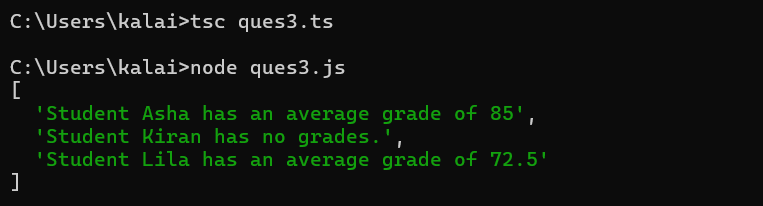 C:\Users\kalai>tsc ques3.ts
C:\Users\kalai>node ques3.js
[
  'Student Asha has an average grade of 85',
  'Student Kiran has no grades.',
  'Student Lila has an average grade of 72.5'
]